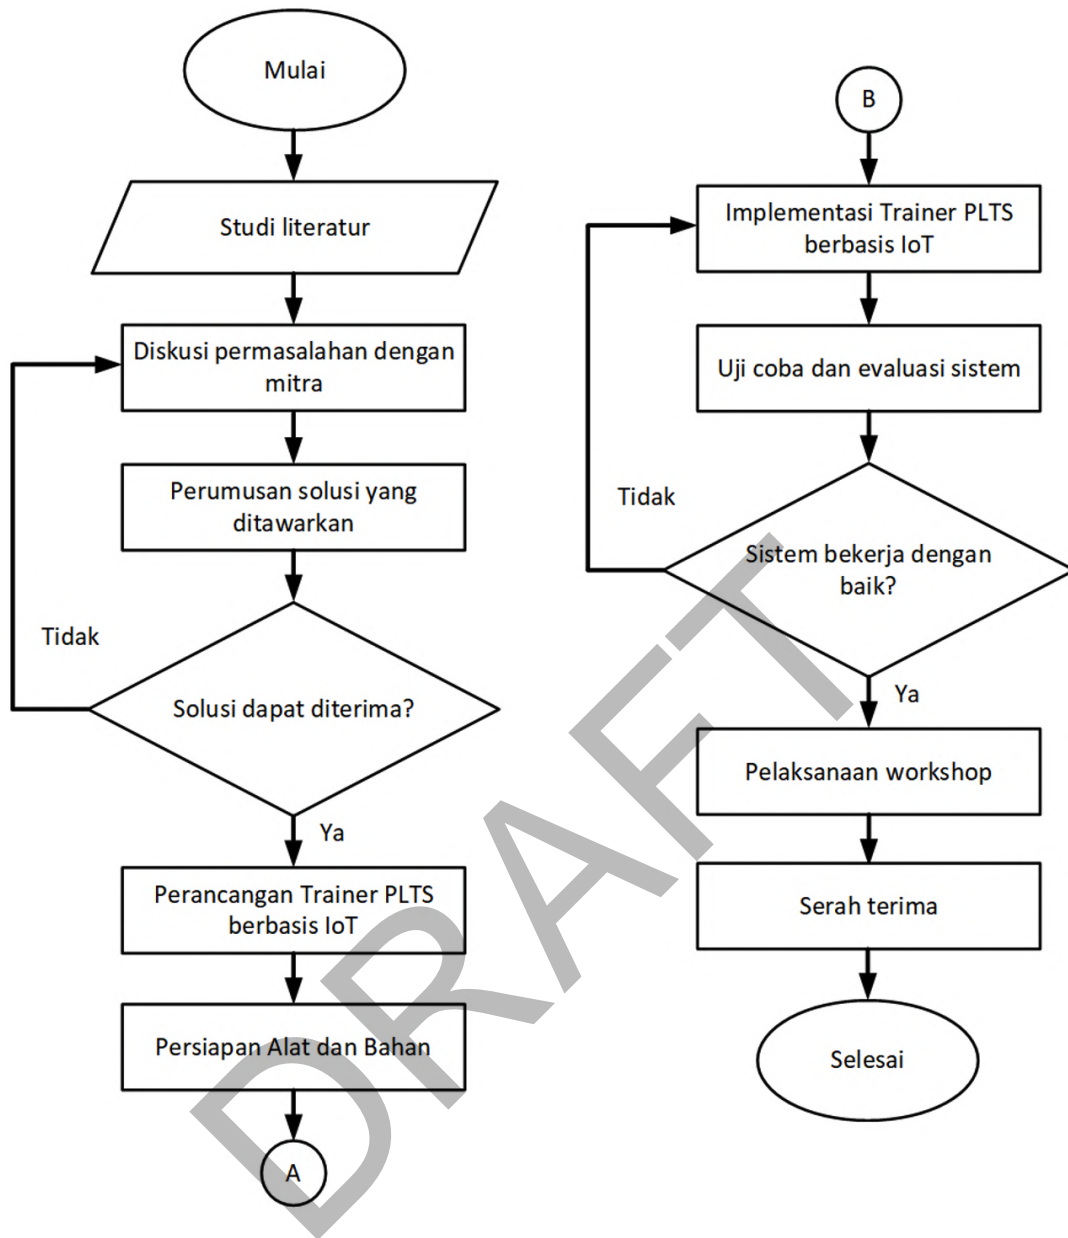 Mulai
Studi literatur
Diskusi permasalahan dengan
mitra
Perumusan solusi yang
ditawarkan
Tidak
Solusi dapat diterima?
Ya
Perancangan Trainer PLTS
berbasis IoT
Persiapan Alat dan Bahan
A
B
Implementasi Trainer PLTS
berbasis IoT
Uji coba dan evaluasi sistem
Tidak
Sistem bekerja dengan
baik?
Ya
Pelaksanaan workshop
Serah terima
Selesai
DRAFT